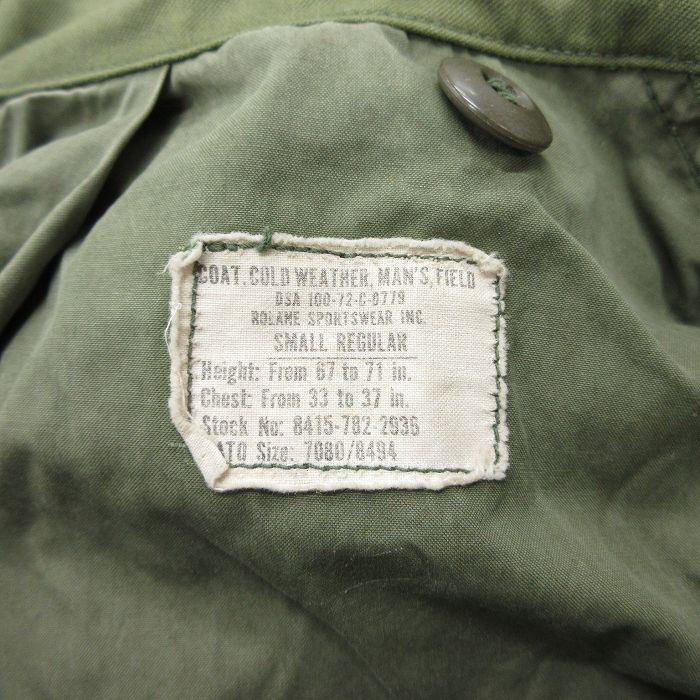 COAT, COLD WEATHER, MAN'S, FIELD
DSA 100-72-C-0779
ROLANE SPORTSWEAR INC.
SMALL REGULAR
Height: From 67 to 71 in.
Chest: From 33 to 37 in.
Stock No: 8415-782-2936
NATO Size: 7080/8494